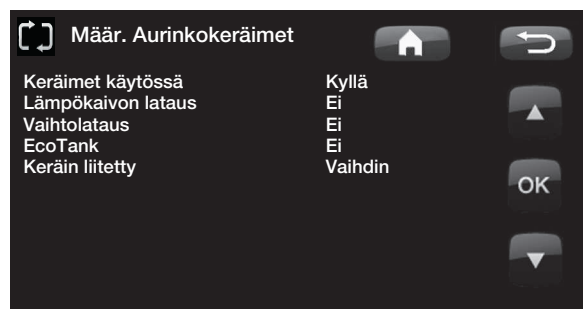 Määr. Aurinkokeräimet
Keräimet käytössä Kyllä
Lämpökaivon lataus Ei
Vaihtolataus Ei
EcoTank Ei
Keräin liitetty Vaihdin
OK